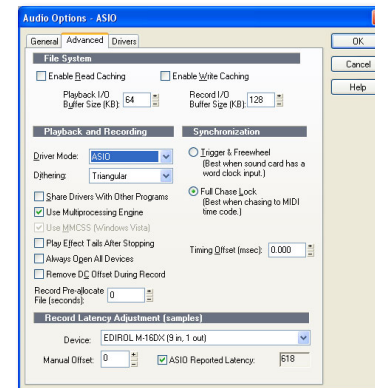 Audio Options - ASIO
General Advanced Drivers
OK
Cancel
Help
File System
Enable Read Caching Enable Write Caching
Playback I/O
Buffer Size (KB): 64
Record I/O
Buffer Size (KB): 128
Playback and Recording
Driver Mode: ASIO
Dithering: Triangular
Share Drivers With Other Programs
Use Multiprocessing Engine
Use MMCSS (Windows Vista)
Play Effect Tails After Stopping
Always Open All Devices
Remove DC Offset During Record
Record Pre-allocate
File (seconds): 0
Synchronization
Trigger & Freewheel
(Best when sound card has a
word clock input.)
Full Chase Lock
(Best when chasing to MIDI
time code.)
Timing Offset (msec): 0.000
Record Latency Adjustment (samples)
Device: EDIROL M-16DX (9 in, 1 out)
Manual Offset: 0 ASIO Reported Latency: 618